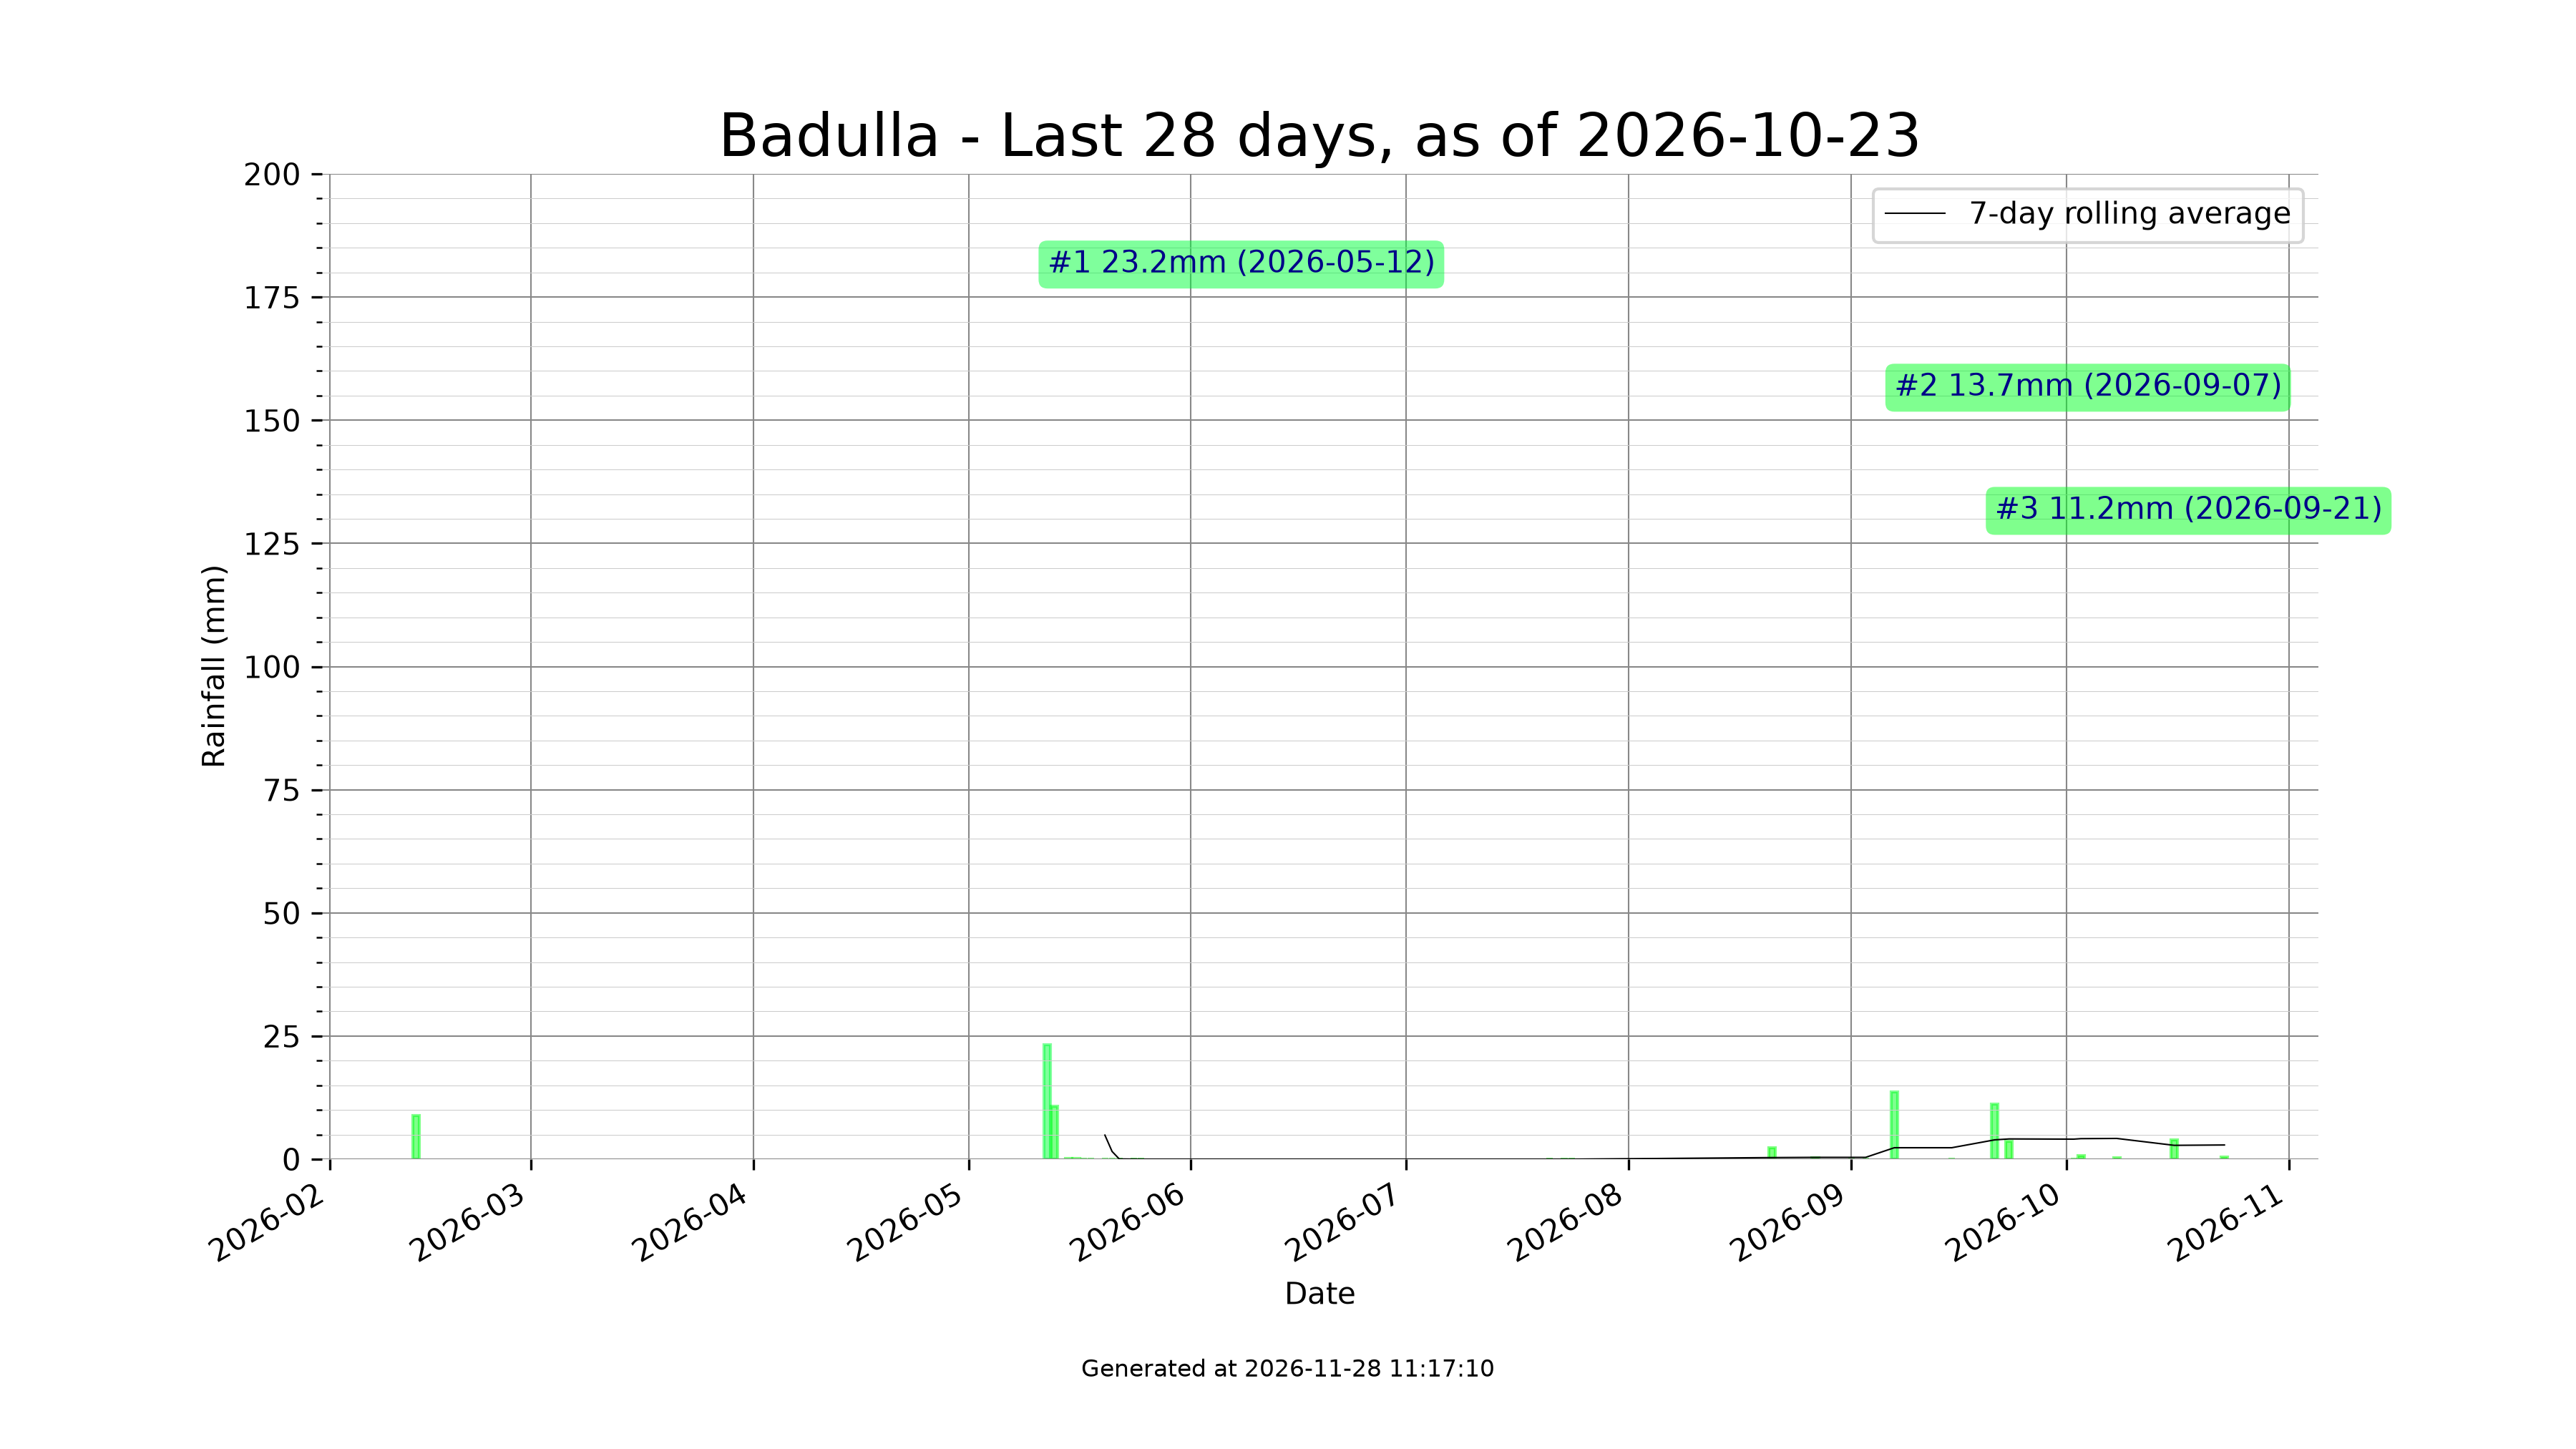 Badulla - Last 28 days, as of 2026-10-23
200
175
150
125
100
75
50
25
0
Rainfall (mm)
7-day rolling average
#1 23.2mm (2026-05-12)
#2 13.7mm (2026-09-07)
#3 11.2mm (2026-09-21)
2026-02
2026-03
2026-04
2026-05
2026-06
2026-07
2026-08
2026-09
2026-10
2026-11
Date
Generated at 2026-11-28 11:17:10